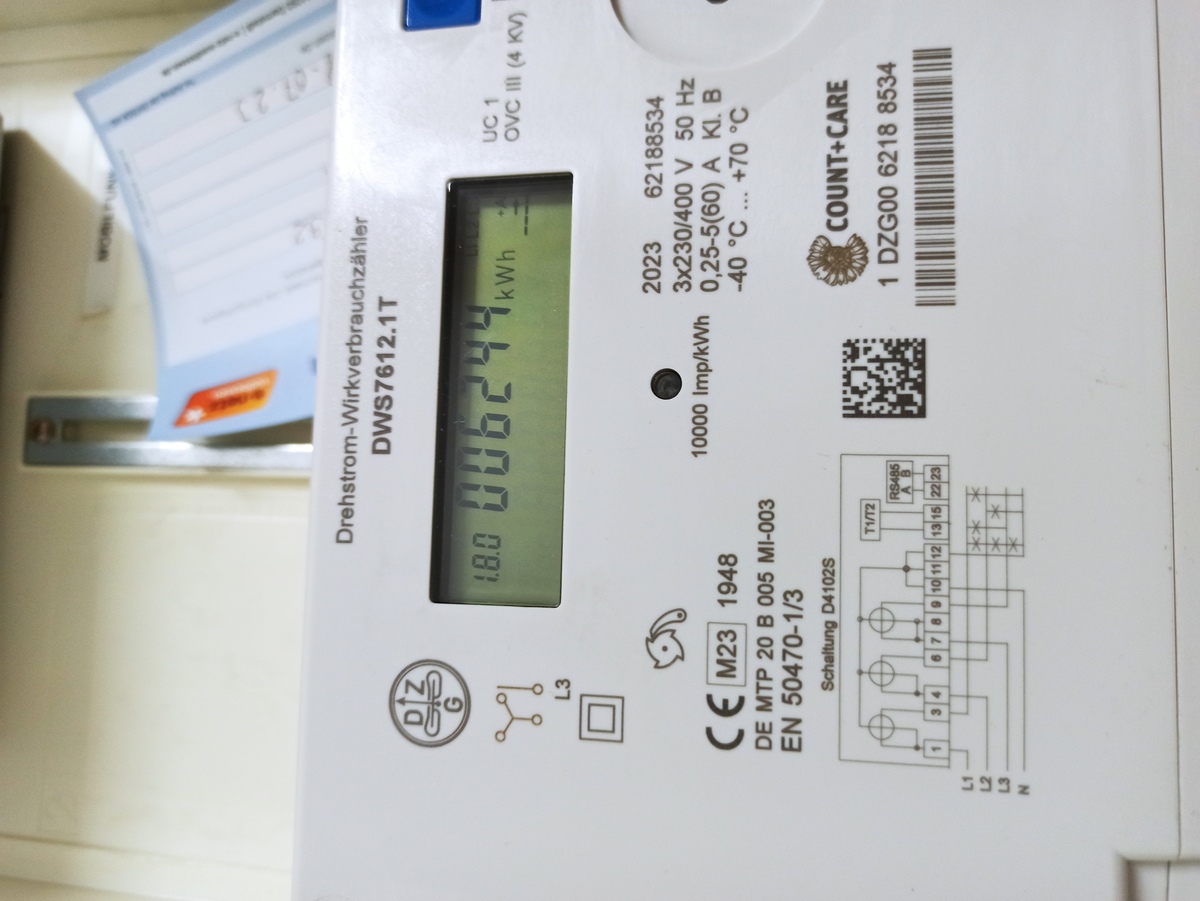 Drehstrom-Wirkverbrauchzähler
DWS7612.1T
UC 1
OVC III (4 KV)
1.8.0 006244 kWh
+A
D Z
G
L3
2023 62188534
3x230/400 V 50 Hz
0,25-5(60) A Kl. B
-40 °C ... +70 °C
10000 Imp/kWh
CE M23 1948
DE MTP 20 B 005 MI-003
EN 50470-1/3
COUNT+CARE
1 DZG00 6218 8534
Schaltung D4102S
T1/T2
RS485
A B
1 3 4 6 7 8 9 10 11 12 13 15 22 23
L1
L2
L3
N